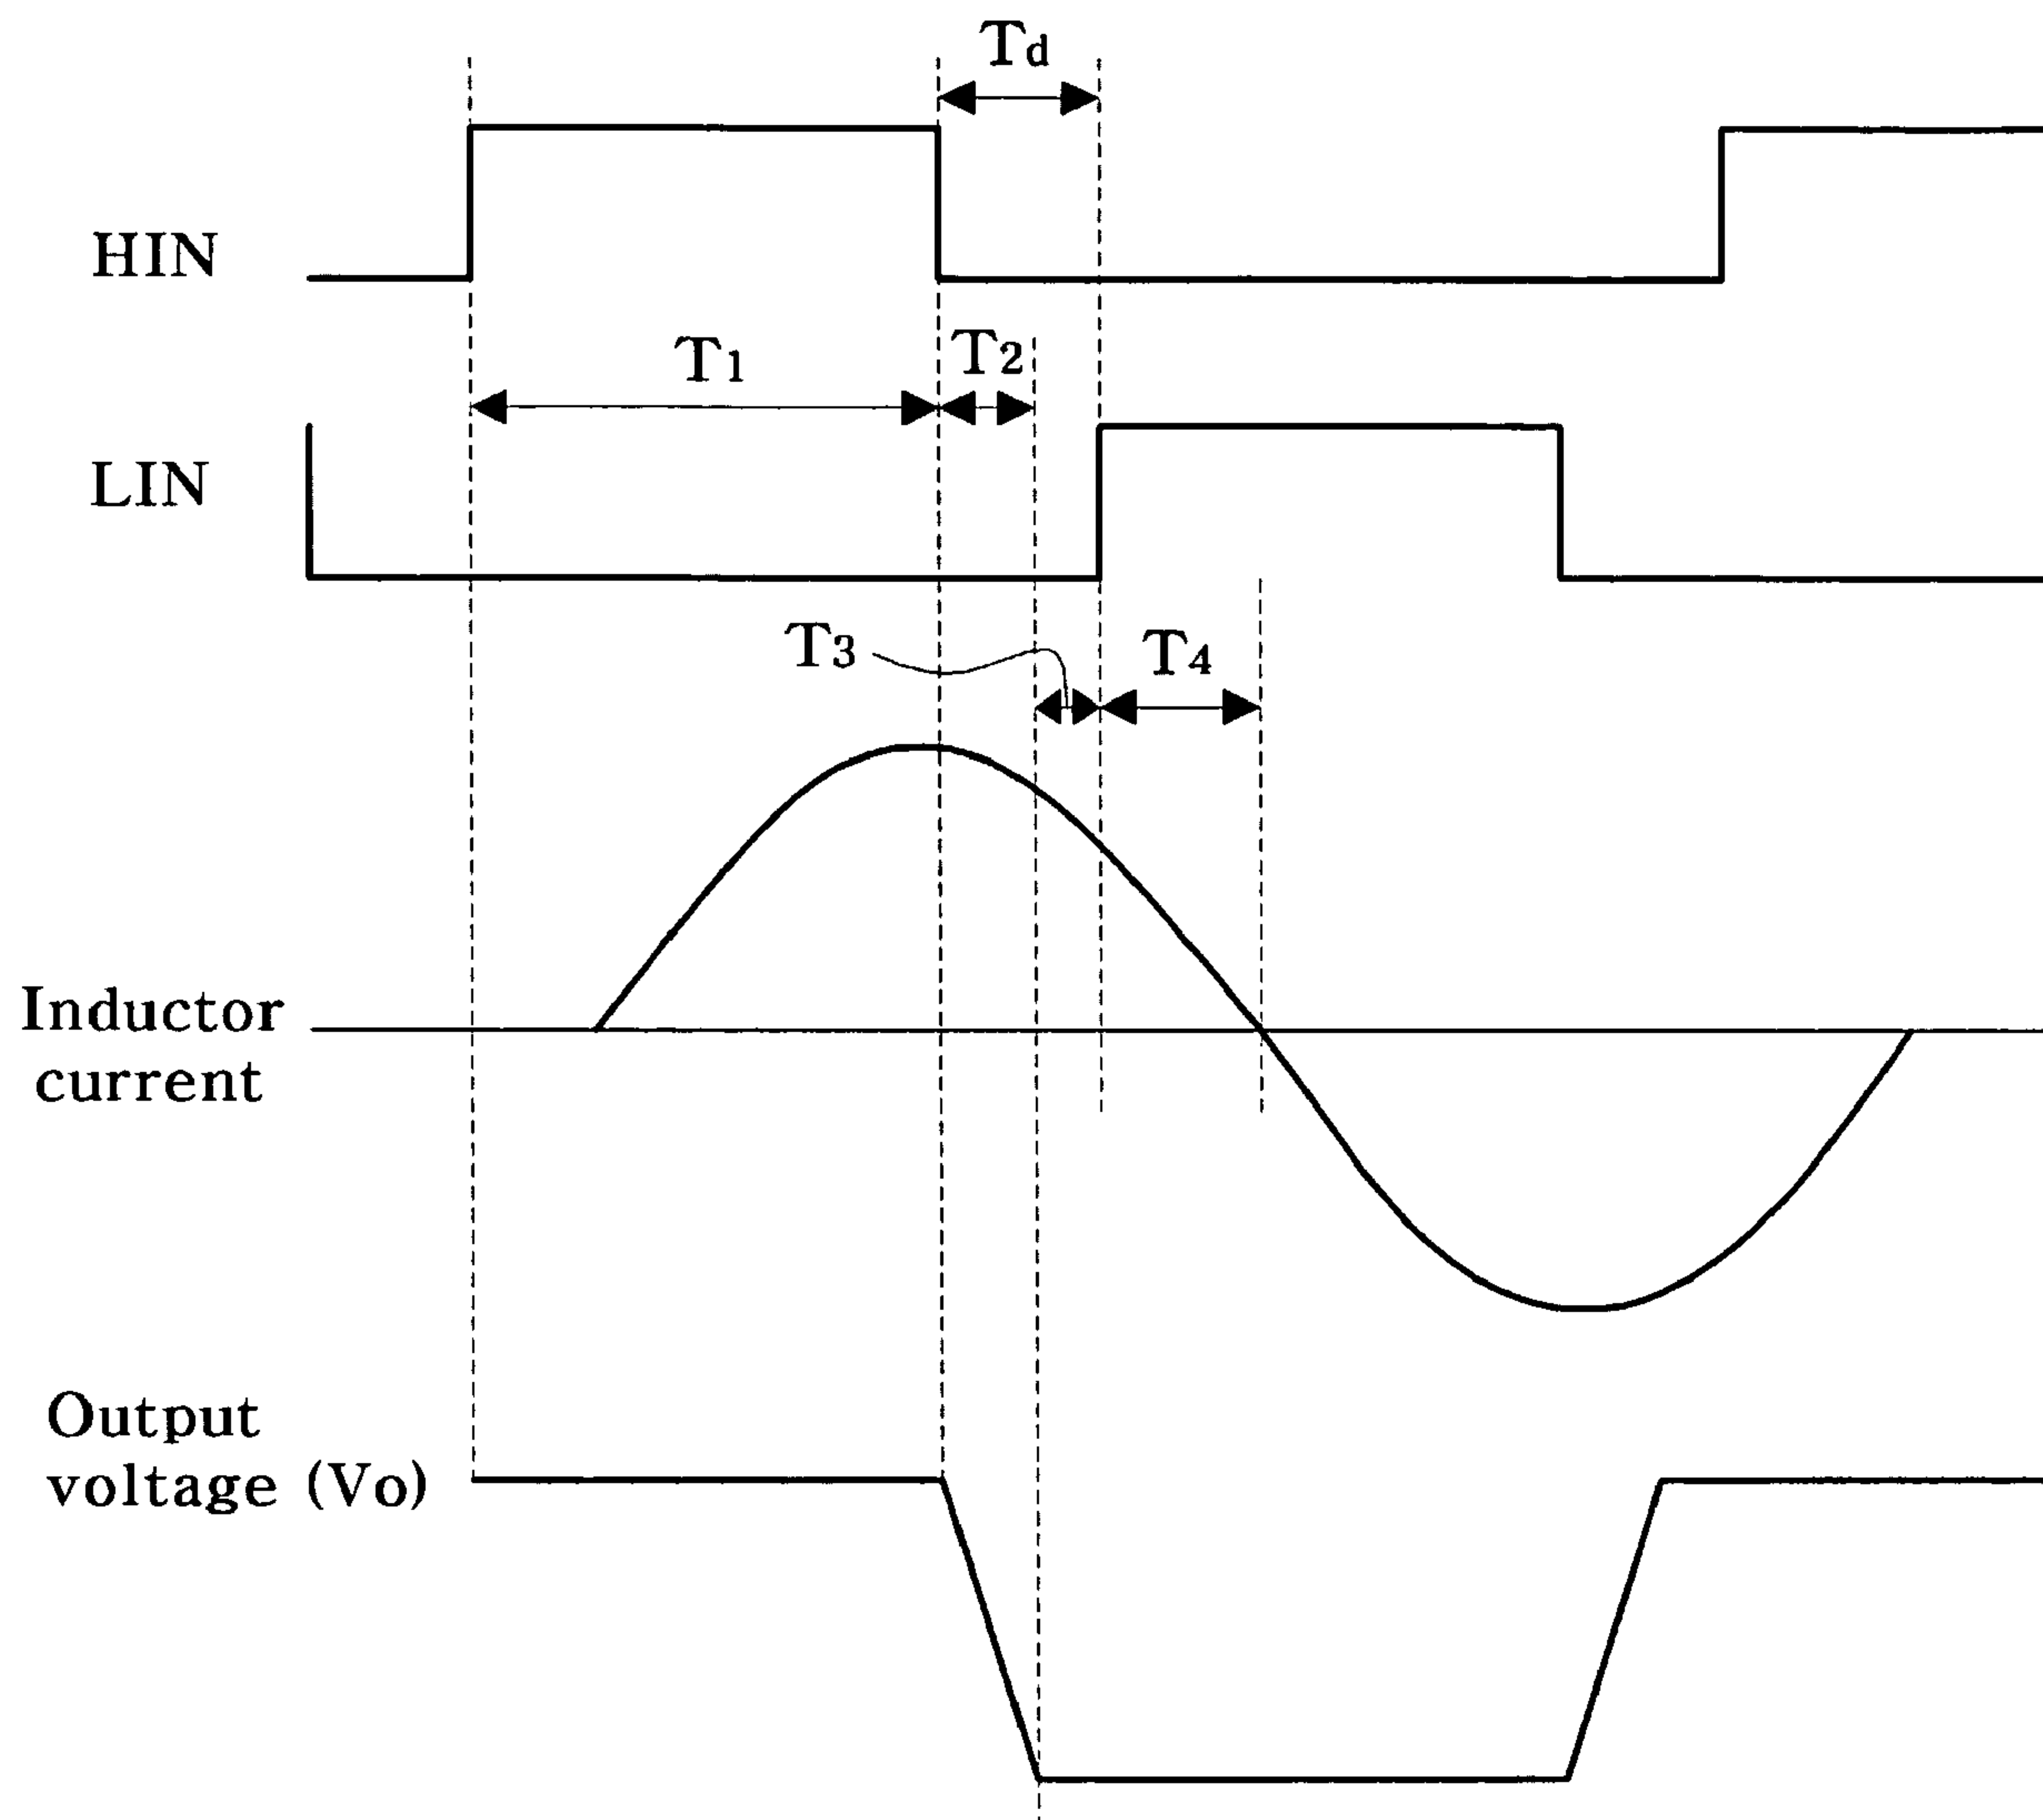 Td
HIN
T1
T2
LIN
T3
T4
Inductor
current
Output
voltage (Vo)